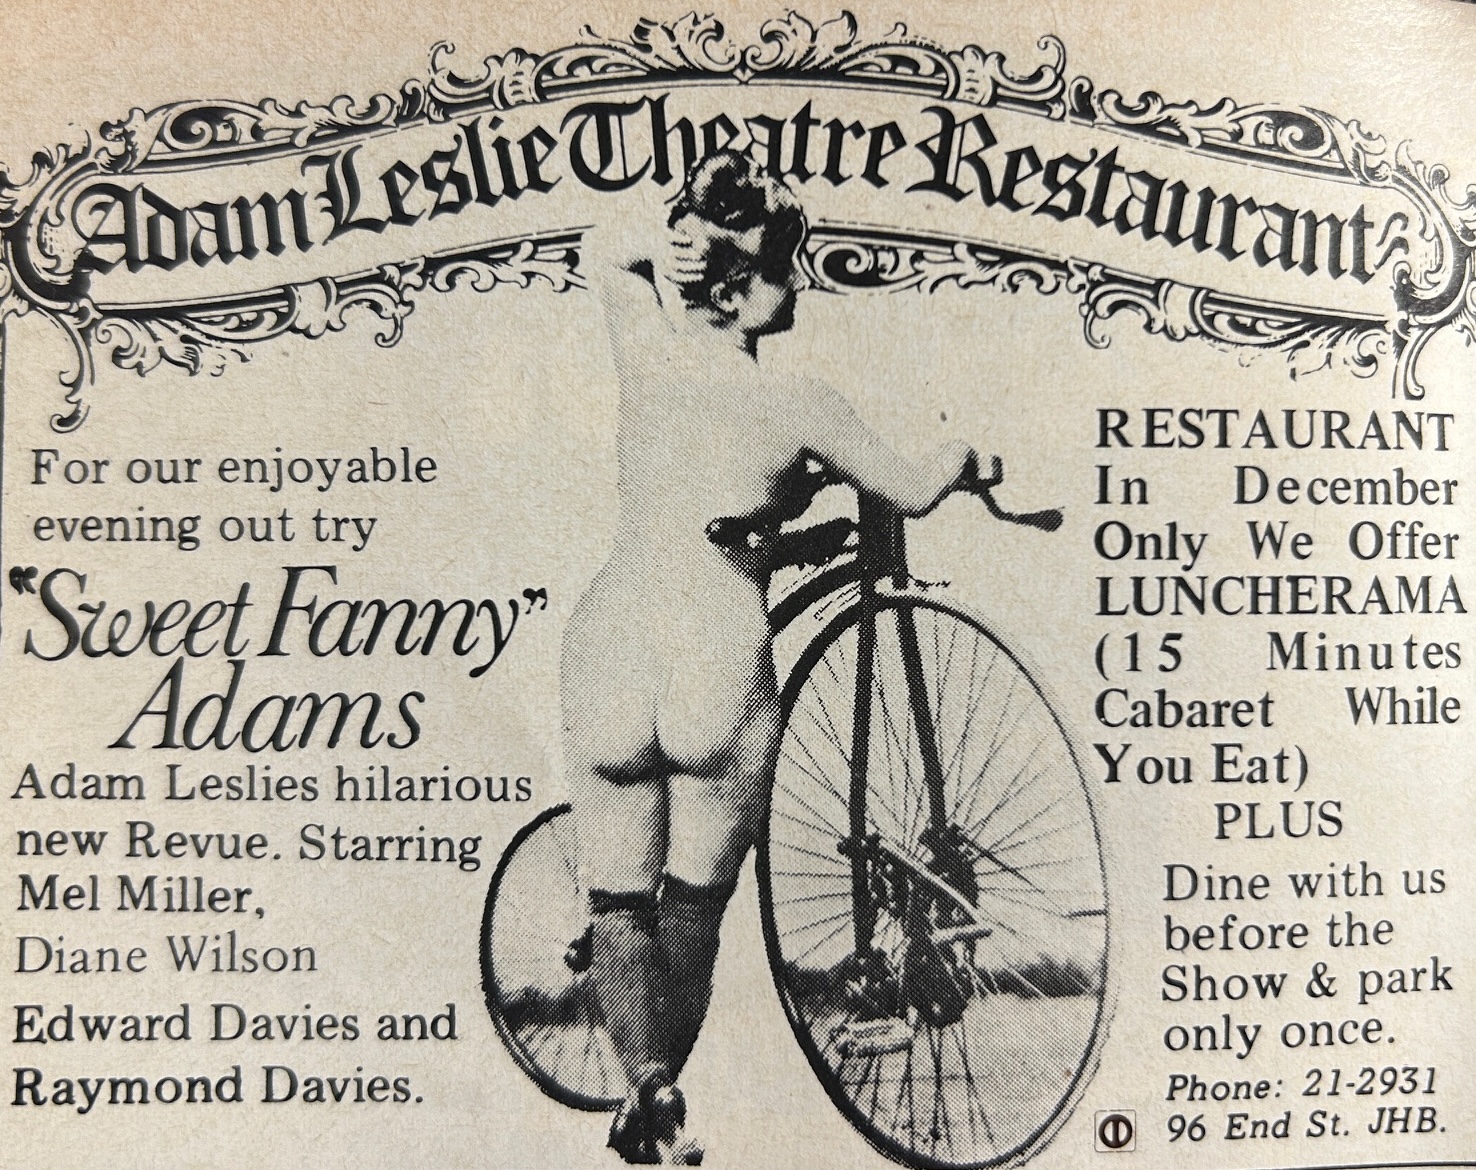 Adam Leslie Theatre Restaurant
For our enjoyable
evening out try
"Sweet Fanny"
Adams
Adam Leslies hilarious
new Revue. Starring
Mel Miller,
Diane Wilson
Edward Davies and
Raymond Davies.
RESTAURANT
In December
Only We Offer
LUNCHERAMA
(15 Minutes
Cabaret While
You Eat)
PLUS
Dine with us
before the
Show & park
only once.
Phone: 21-2931
96 End St. JHB.